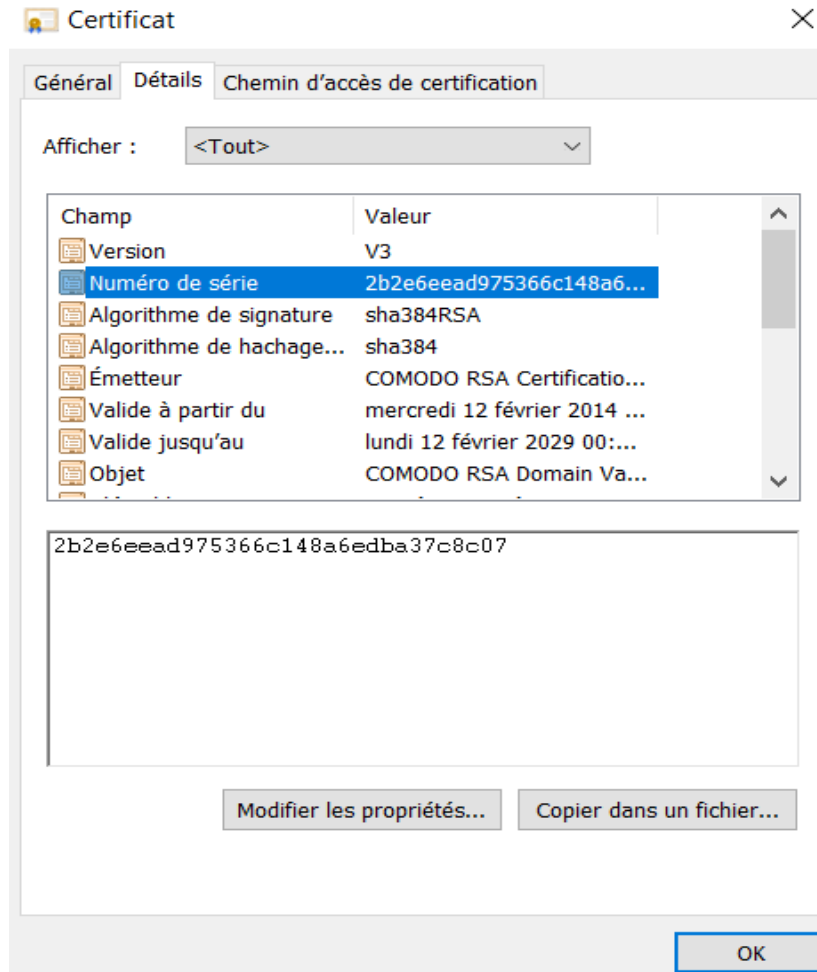 Certificat
Général Détails Chemin d'accès de certification
Afficher : <Tout>
Champ Valeur
Version V3
Numéro de série 2b2e6eead975366c148a6...
Algorithme de signature sha384RSA
Algorithme de hachage... sha384
Émetteur COMODO RSA Certificatio...
Valide à partir du mercredi 12 février 2014 ...
Valide jusqu'au lundi 12 février 2029 00:...
Objet COMODO RSA Domain Va...
2b2e6eead975366c148a6edba37c8c07
Modifier les propriétés... Copier dans un fichier...
OK